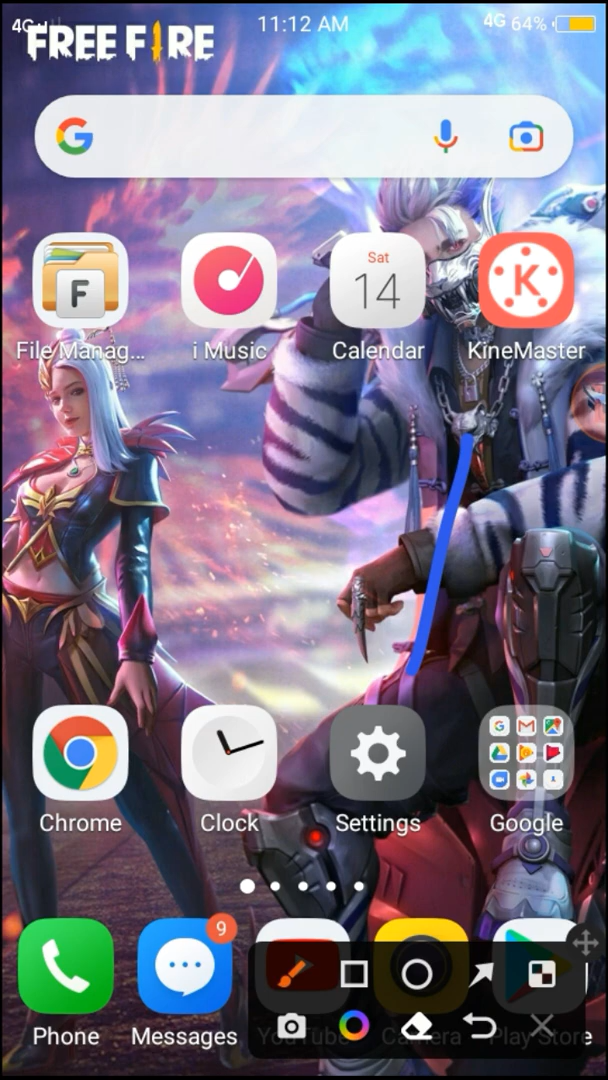 4G 11:12 AM 4G 64%
FREE FIRE
Sat
14
F
K
File Manag... i Music Calendar KineMaster
Chrome Clock Settings Google
9
Phone Messages YouTube Camera Play Store